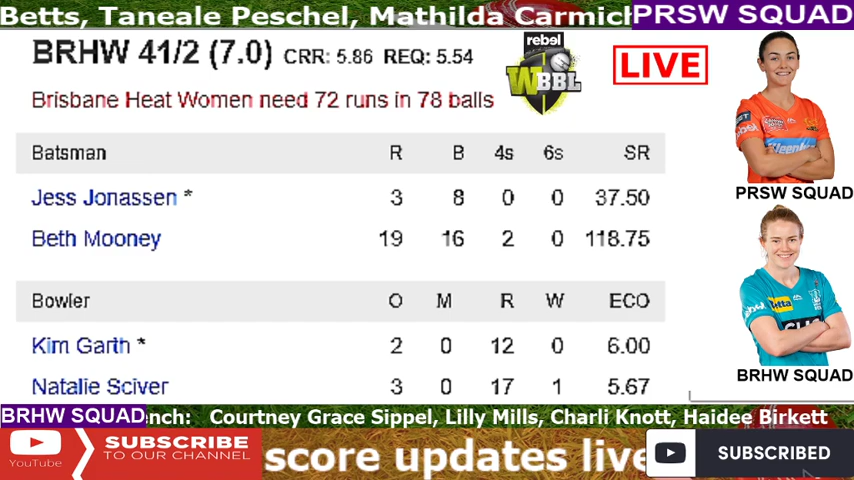 Betts, Taneale Peschel, Mathilda Carmich
PRSW SQUAD
BRHW 41/2 (7.0) CRR: 5.86 REQ: 5.54
rebel
WBBL
LIVE
Brisbane Heat Women need 72 runs in 78 balls
Batsman R B 4s 6s SR
Jess Jonassen * 3 8 0 0 37.50
Beth Mooney 19 16 2 0 118.75
PRSW SQUAD
Bowler O M R W ECO
Kim Garth * 2 0 12 0 6.00
Natalie Sciver 3 0 17 1 5.67
BRHW SQUAD
BRHW SQUAD ench: Courtney Grace Sippel, Lilly Mills, Charli Knott, Haidee Birkett
YouTube
SUBSCRIBE
TO OUR CHANNEL
score updates live
SUBSCRIBED